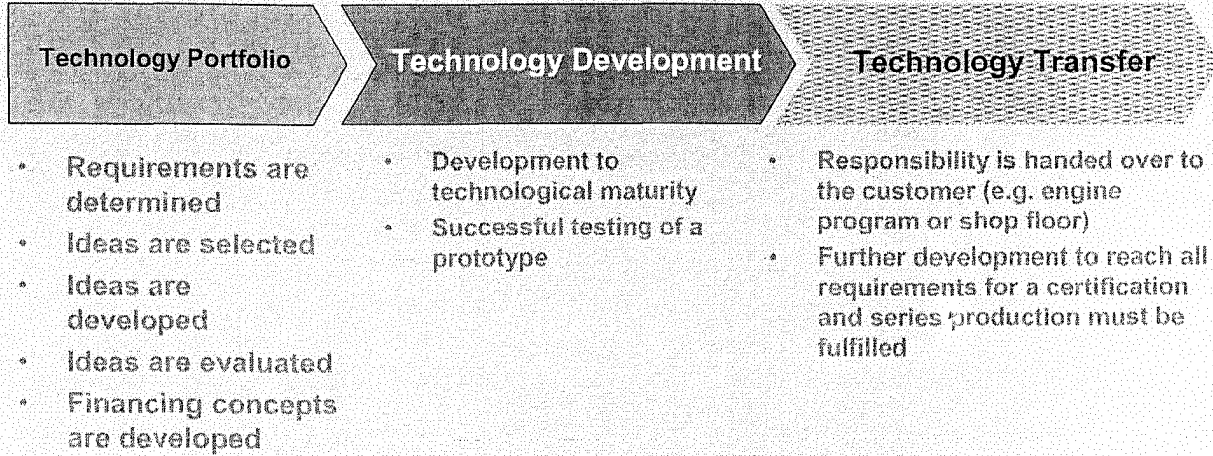 Technology Portfolio
Technology Development
Technology Transfer
• Requirements are
determined
• Ideas are selected
• Ideas are
developed
• Ideas are evaluated
• Financing concepts
are developed
• Development to
technological maturity
• Successful testing of a
prototype
• Responsibility is handed over to
the customer (e.g. engine
program or shop floor)
• Further development to reach all
requirements for a certification
and series production must be
fulfilled